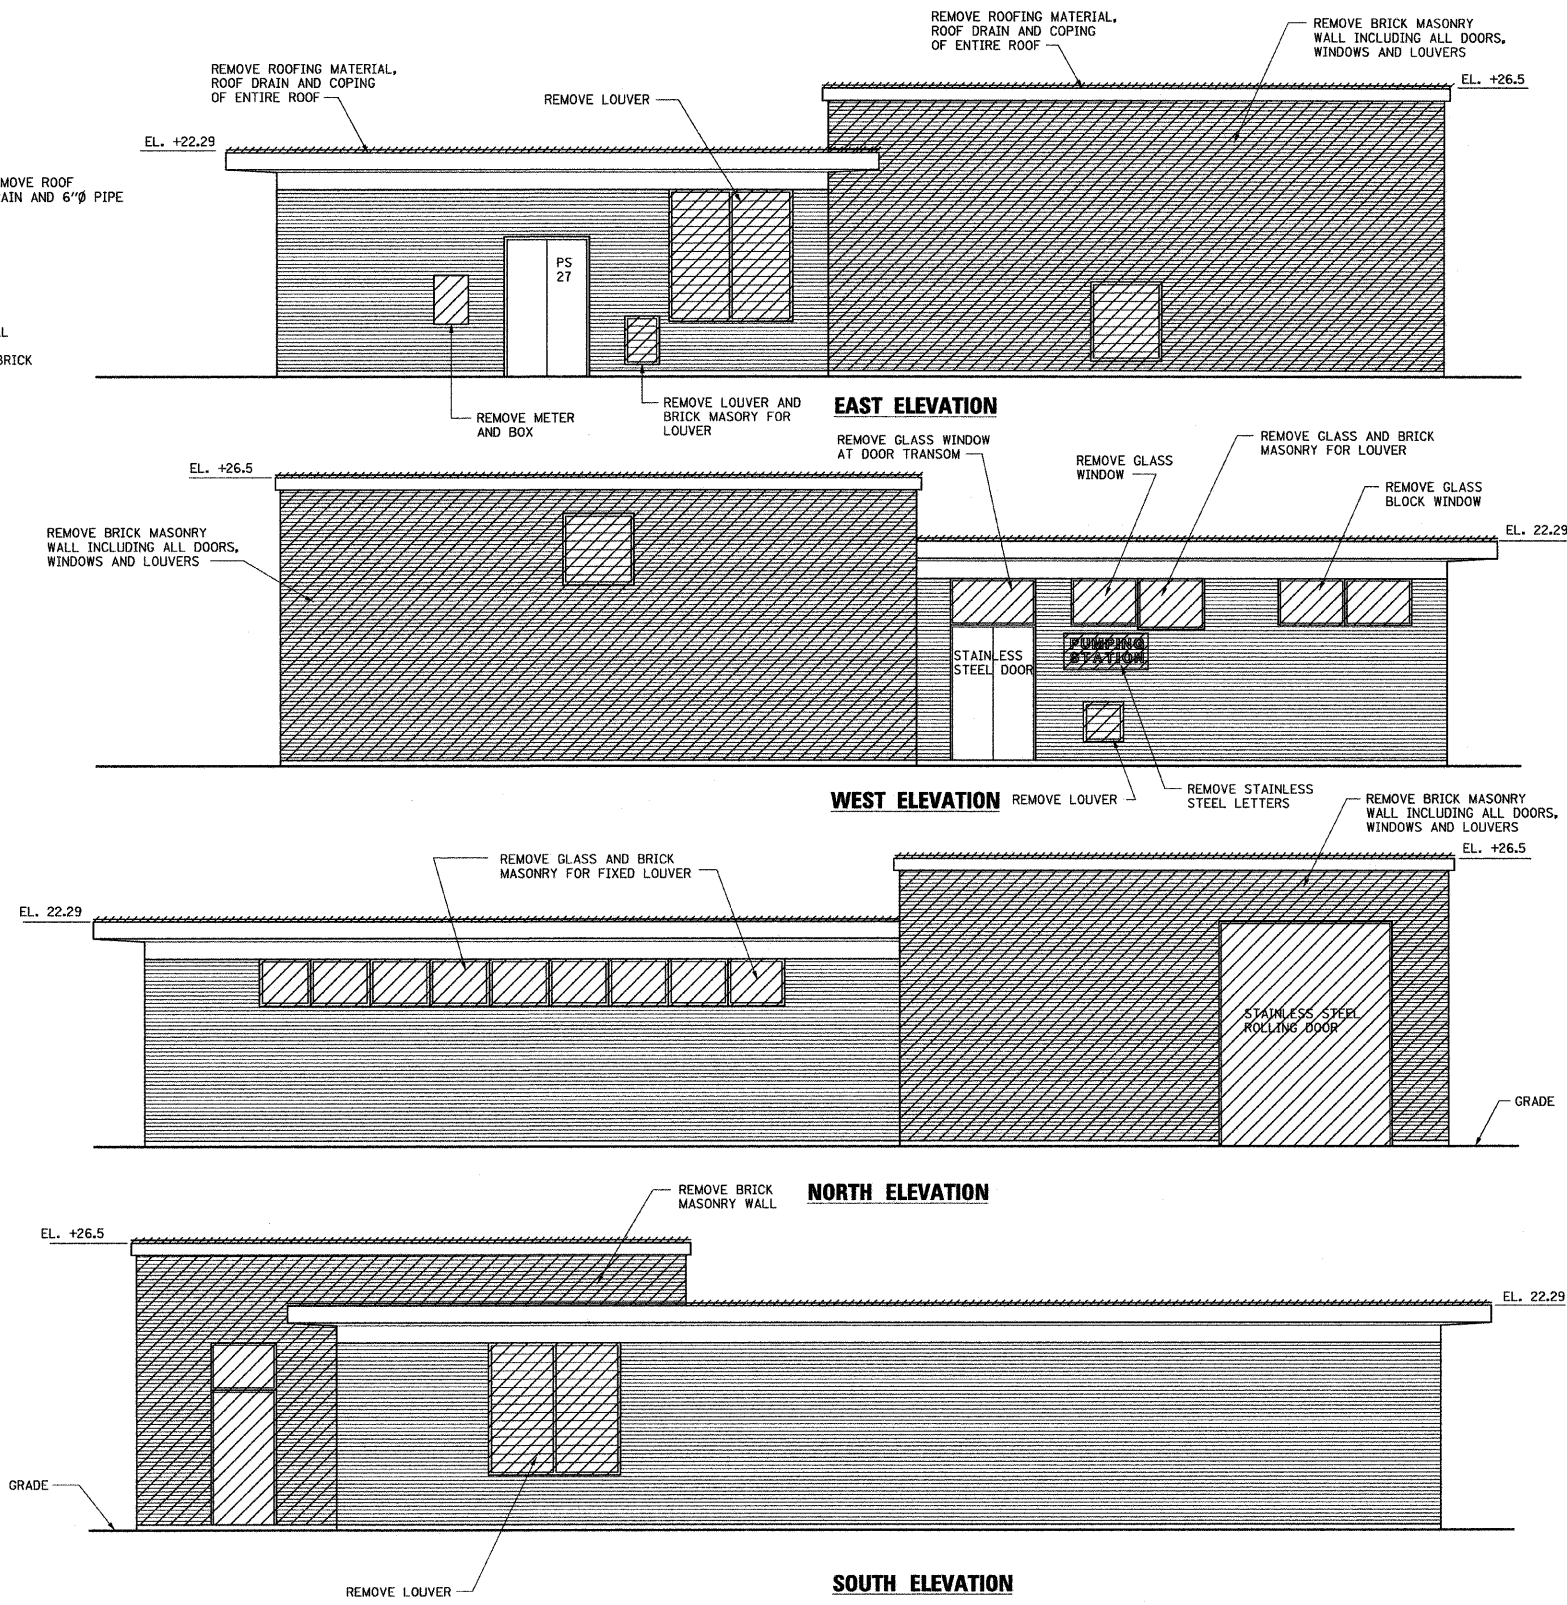 REMOVE ROOFING MATERIAL,
ROOF DRAIN AND COPING
OF ENTIRE ROOF
REMOVE BRICK MASONRY
WALL INCLUDING ALL DOORS,
WINDOWS AND LOUVERS
REMOVE ROOFING MATERIAL,
ROOF DRAIN AND COPING
OF ENTIRE ROOF
REMOVE LOUVER
EL. +26.5
EL. +22.29
MOVE ROOF
AIN AND 6"Ø PIPE
PS
27
BRICK
REMOVE METER
AND BOX
REMOVE LOUVER AND
BRICK MASORY FOR
LOUVER
EAST ELEVATION
REMOVE GLASS WINDOW
AT DOOR TRANSOM
REMOVE GLASS
WINDOW
REMOVE GLASS AND BRICK
MASONRY FOR LOUVER
REMOVE GLASS
BLOCK WINDOW
EL. +26.5
EL. 22.29
REMOVE BRICK MASONRY
WALL INCLUDING ALL DOORS,
WINDOWS AND LOUVERS
PUMPING
STATION
STAINLESS
STEEL DOOR
WEST ELEVATION
REMOVE LOUVER
REMOVE STAINLESS
STEEL LETTERS
REMOVE BRICK MASONRY
WALL INCLUDING ALL DOORS,
WINDOWS AND LOUVERS
EL. +26.5
REMOVE GLASS AND BRICK
MASONRY FOR FIXED LOUVER
EL. 22.29
STAINLESS STEEL
ROLLING DOOR
GRADE
NORTH ELEVATION
REMOVE BRICK
MASONRY WALL
EL. +26.5
EL. 22.29
GRADE
REMOVE LOUVER
SOUTH ELEVATION